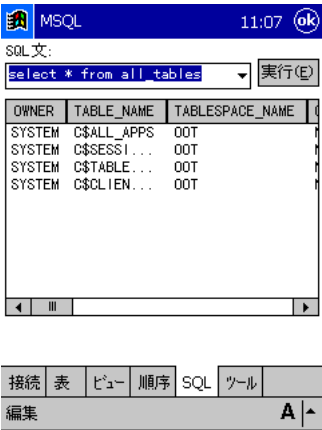 MSQL 11:07 ok
SQL文:
select * from all_tables 実行(E)
OWNER TABLE_NAME TABLESPACE_NAME
SYSTEM C$ALL_APPS OOT
SYSTEM C$SESSI... OOT
SYSTEM C$TABLE... OOT
SYSTEM C$CLIEN... OOT
接続 表 ビュー 順序 SQL ツール
編集 A